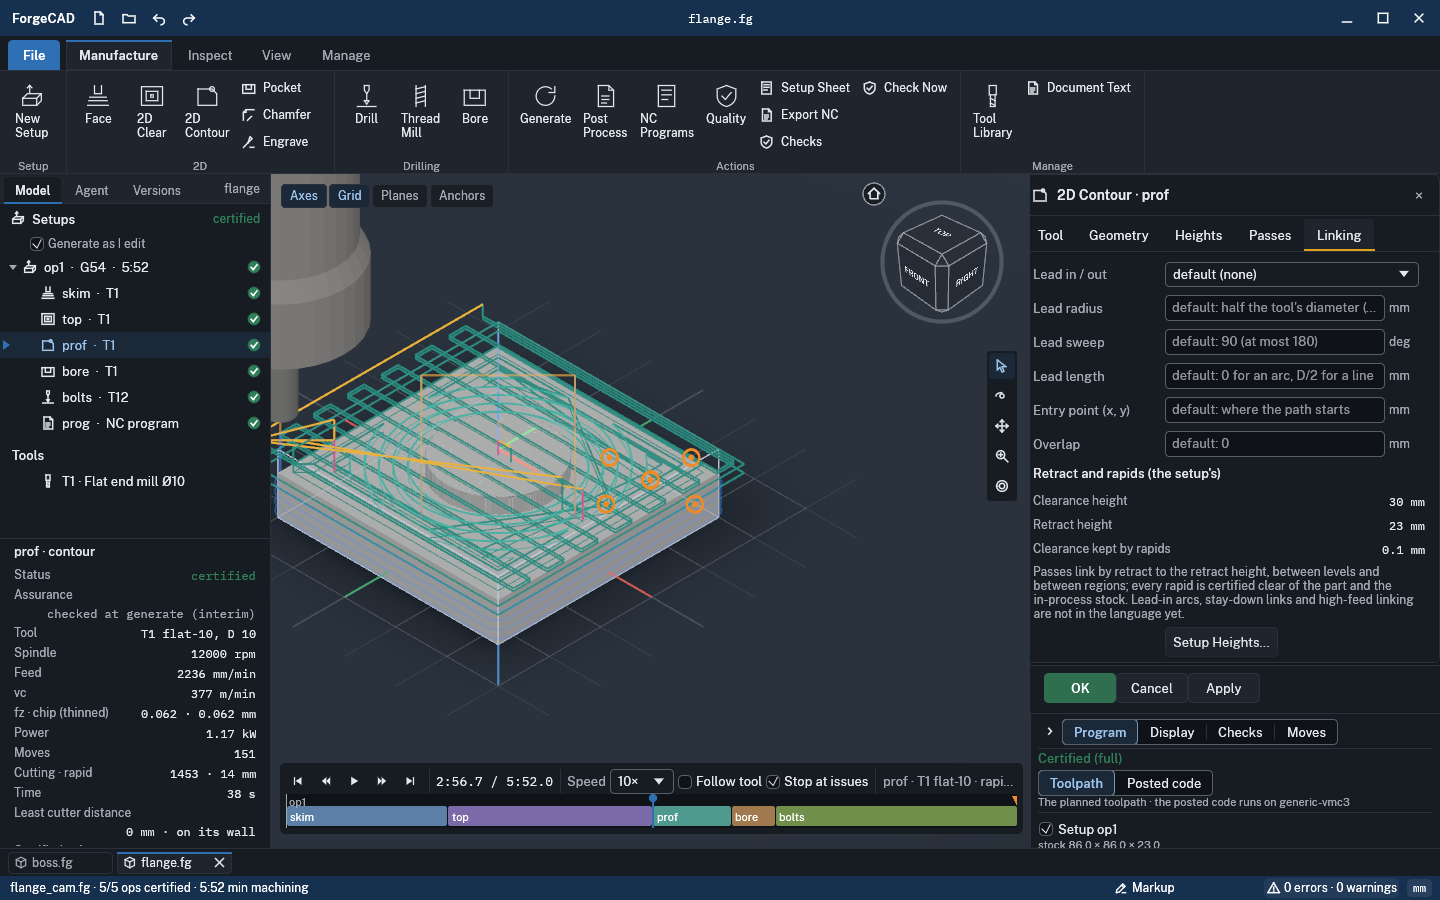 ForgeCAD
flange.fg
File
Manufacture
Inspect
View
Manage
New Setup
Setup
Face
2D Clear
2D Contour
Pocket
Chamfer
Engrave
2D
Drill
Thread Mill
Bore
Drilling
Generate
Post Process
NC Programs
Quality
Setup Sheet
Export NC
Checks
Check Now
Actions
Tool Library
Document Text
Manage
Model
Agent
Versions
flange
Setups
certified
Generate as I edit
op1 · G54 · 5:52
skim · T1
top · T1
prof · T1
bore · T1
bolts · T12
prog · NC program
Tools
T1 · Flat end mill Ø10
prof · contour
Status certified
Assurance
checked at generate (interim)
Tool T1 flat-10, D 10
Spindle 12000 rpm
Feed 2236 mm/min
vc 377 m/min
fz · chip (thinned) 0.062 · 0.062 mm
Power 1.17 kW
Moves 151
Cutting · rapid 1453 · 14 mm
Time 38 s
Least cutter distance
0 mm · on its wall
Axes
Grid
Planes
Anchors
TOP
FRONT
RIGHT
2:56.7 / 5:52.0
Speed
10×
Follow tool
Stop at issues
prof · T1 flat-10 · rapi...
op1
skim
top
prof
bore
bolts
2D Contour · prof
×
Tool
Geometry
Heights
Passes
Linking
Lead in / out default (none)
Lead radius default: half the tool's diameter (... mm
Lead sweep default: 90 (at most 180) deg
Lead length default: 0 for an arc, D/2 for a line mm
Entry point (x, y) default: where the path starts mm
Overlap default: 0 mm
Retract and rapids (the setup's)
Clearance height 30 mm
Retract height 23 mm
Clearance kept by rapids 0.1 mm
Passes link by retract to the retract height, between levels and
between regions; every rapid is certified clear of the part and the
in-process stock. Lead-in arcs, stay-down links and high-feed linking
are not in the language yet.
Setup Heights...
OK
Cancel
Apply
Program
Display
Checks
Moves
Certified (full)
Toolpath
Posted code
The planned toolpath · the posted code runs on generic-vmc3
Setup op1
stock 86.0 × 86.0 × 23.0
boss.fg
flange.fg
flange_cam.fg · 5/5 ops certified · 5:52 min machining
Markup
0 errors · 0 warnings
mm